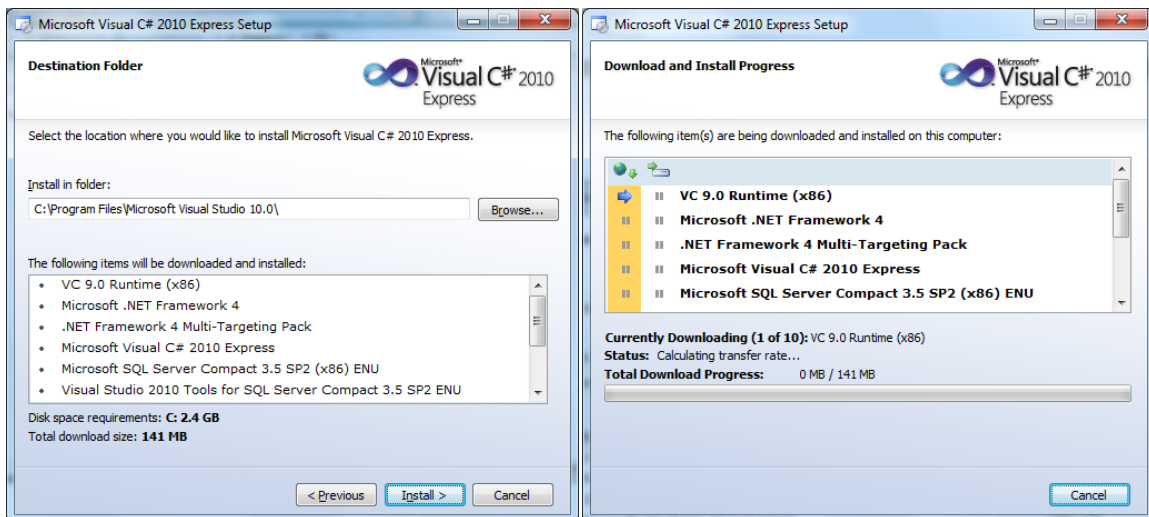 Microsoft Visual C# 2010 Express Setup
Destination Folder
Microsoft®
Visual C#® 2010
Express
Select the location where you would like to install Microsoft Visual C# 2010 Express.
Install in folder:
C:\Program Files\Microsoft Visual Studio 10.0\
Browse...
The following items will be downloaded and installed:
• VC 9.0 Runtime (x86)
• Microsoft .NET Framework 4
• .NET Framework 4 Multi-Targeting Pack
• Microsoft Visual C# 2010 Express
• Microsoft SQL Server Compact 3.5 SP2 (x86) ENU
• Visual Studio 2010 Tools for SQL Server Compact 3.5 SP2 ENU
Disk space requirements: C: 2.4 GB
Total download size: 141 MB
< Previous
Install >
Cancel
Microsoft Visual C# 2010 Express Setup
Download and Install Progress
Microsoft®
Visual C#® 2010
Express
The following item(s) are being downloaded and installed on this computer:
VC 9.0 Runtime (x86)
Microsoft .NET Framework 4
.NET Framework 4 Multi-Targeting Pack
Microsoft Visual C# 2010 Express
Microsoft SQL Server Compact 3.5 SP2 (x86) ENU
Currently Downloading (1 of 10): VC 9.0 Runtime (x86)
Status: Calculating transfer rate...
Total Download Progress: 0 MB / 141 MB
Cancel